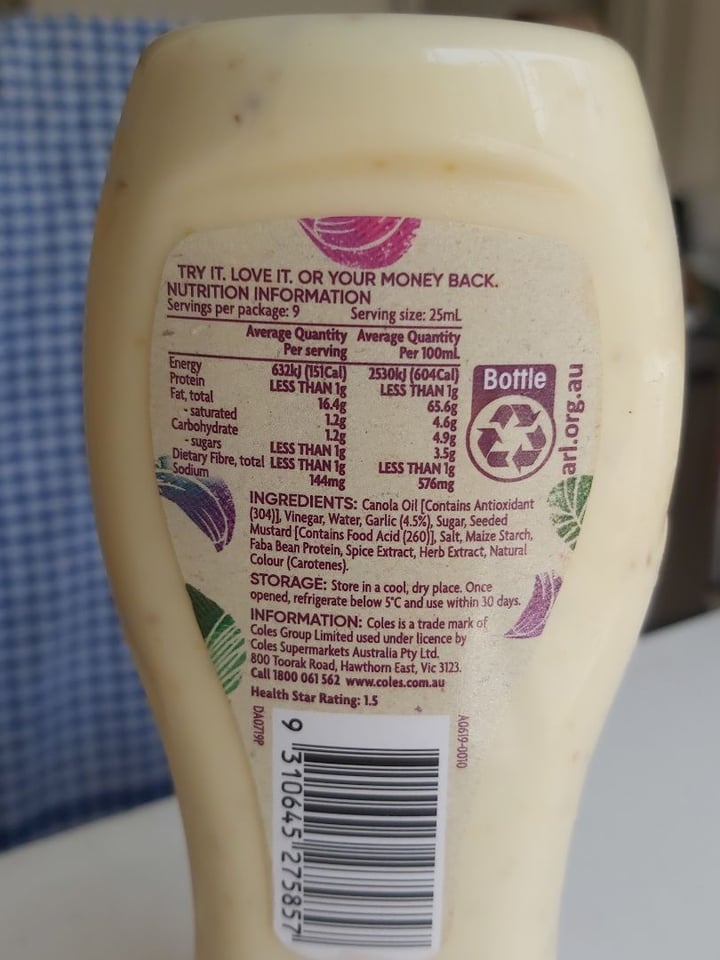 TRY IT. LOVE IT. OR YOUR MONEY BACK.
NUTRITION INFORMATION
Servings per package: 9 Serving size: 25mL
Average Quantity Average Quantity
Per serving Per 100mL
Energy 632kJ (151Cal) 2530kJ (604Cal)
Protein LESS THAN 1g LESS THAN 1g
Fat, total 16.4g 65.6g
- saturated 1.2g 4.6g
Carbohydrate 1.2g 4.9g
- sugars LESS THAN 1g 3.5g
Dietary Fibre, total LESS THAN 1g LESS THAN 1g
Sodium 144mg 576mg
Bottle
arl.org.au
INGREDIENTS: Canola Oil [Contains Antioxidant
(304)], Vinegar, Water, Garlic (4.5%), Sugar, Seeded
Mustard [Contains Food Acid (260)], Salt, Maize Starch,
Faba Bean Protein, Spice Extract, Herb Extract, Natural
Colour (Carotenes).
STORAGE: Store in a cool, dry place. Once
opened, refrigerate below 5°C and use within 30 days.
INFORMATION: Coles is a trade mark of
Coles Group Limited used under licence by
Coles Supermarkets Australia Pty Ltd.
800 Toorak Road, Hawthorn East, Vic 3123.
Call 1800 061 562 www.coles.com.au
Health Star Rating: 1.5
DA0719P
A0619-0010
9 310645 275857